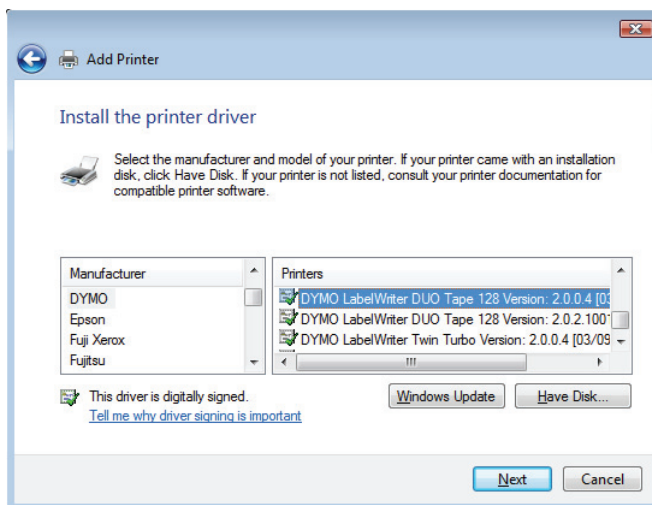 Add Printer
Install the printer driver
Select the manufacturer and model of your printer. If your printer came with an installation
disk, click Have Disk. If your printer is not listed, consult your printer documentation for
compatible printer software.
Manufacturer
DYMO
Epson
Fuji Xerox
Fujitsu
Printers
DYMO LabelWriter DUO Tape 128 Version: 2.0.0.4 [03
DYMO LabelWriter DUO Tape 128 Version: 2.0.2.1001
DYMO LabelWriter Twin Turbo Version: 2.0.0.4 [03/09
This driver is digitally signed.
Tell me why driver signing is important
Windows Update
Have Disk...
Next
Cancel